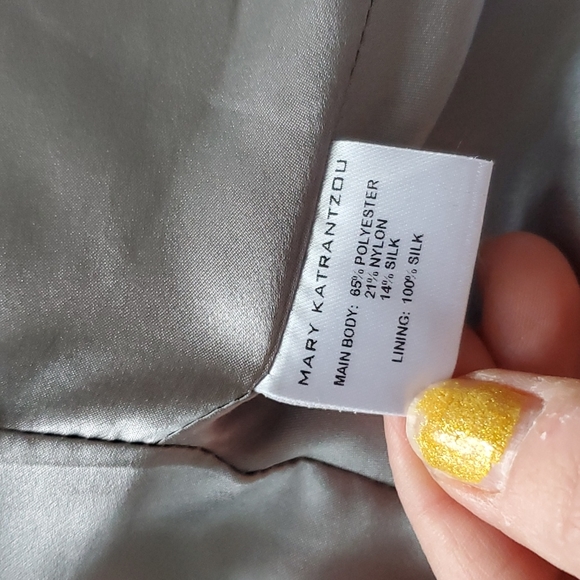 MARY KATRANTZOU
MAIN BODY: 65% POLYESTER
21% NYLON
14% SILK
LINING: 100% SILK